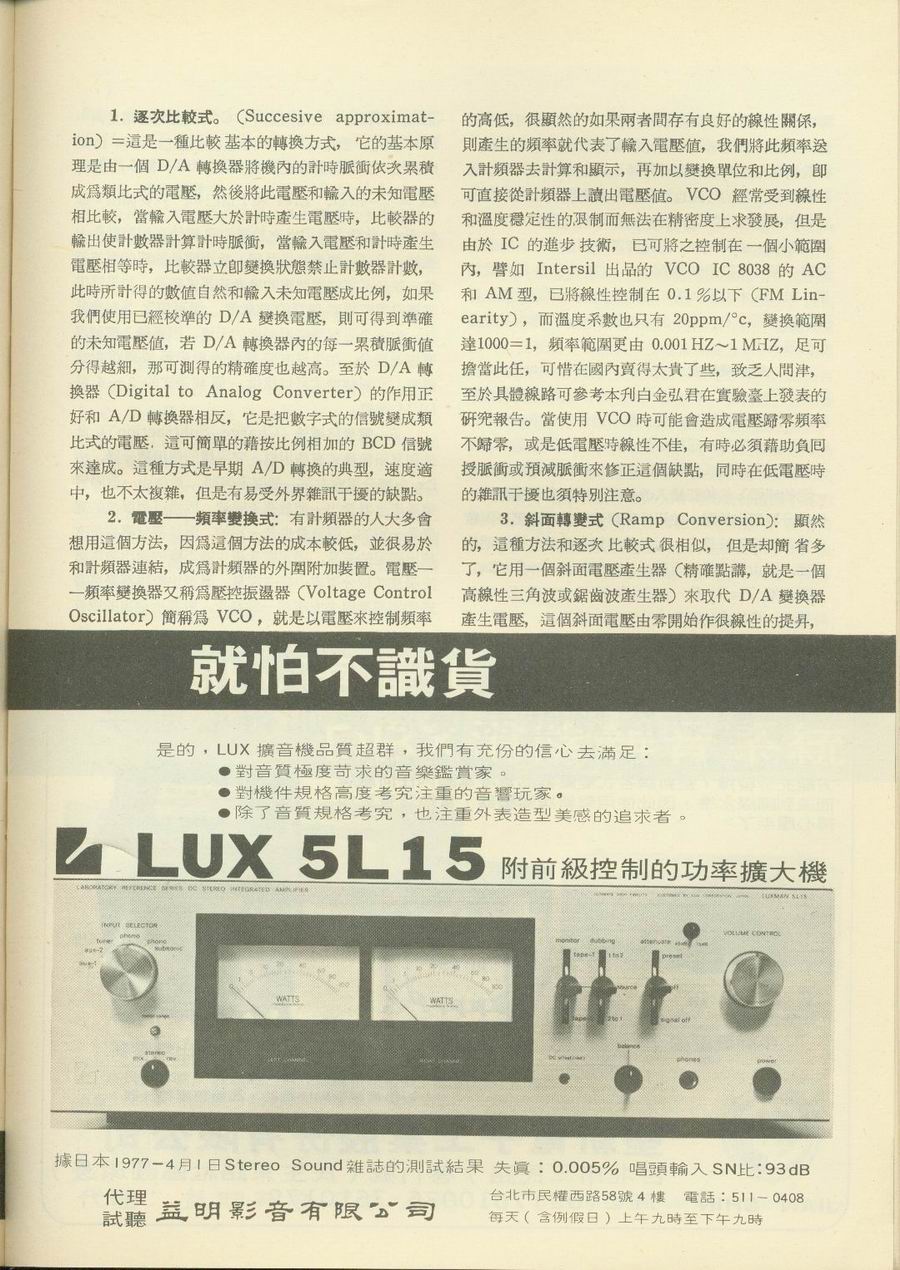 1. 逐次比較式。(Succesive approximat-
ion)=這是一種比較基本的轉換方式，它的基本原
理是由一個 D/A 轉換器將機內的計時脈衝依次累積
成爲類比式的電壓，然後將此電壓和輸入的未知電壓
相比較，當輸入電壓大於計時產生電壓時，比較器的
輸出使計數器計算計時脈衝，當輸入電壓和計時產生
電壓相等時，比較器立卽變換狀態禁止計數器計數，
此時所計得的數值自然和輸入未知電壓成比例，如果
我們使用已經校準的 D/A 變換電壓，則可得到準確
的未知電壓値，若 D/A 轉換器內的每一累積脈衝値
分得越細，那可測得的精確度也越高。至於 D/A 轉
換器 (Digital to Analog Converter) 的作用正
好和 A/D 轉換器相反，它是把數字式的信號變成類
比式的電壓，這可簡單的藉按比例相加的 BCD 信號
來達成。這種方式是早期 A/D 轉換的典型，速度適
中，也不太複雜，但是有易受外界雜訊干擾的缺點。
2. 電壓——頻率變換式：有計頻器的人大多會
想用這個方法，因爲這個方法的成本較低，並很易於
和計頻器連結，成爲計頻器的外圍附加裝置。電壓一
一頻率變換器又稱爲壓控振盪器 (Voltage Control
Oscillator) 簡稱爲 VCO，就是以電壓來控制頻率
的高低，很顯然的如果兩者間存有良好的線性關係，
則產生的頻率就代表了輸入電壓値，我們將此頻率送
入計頻器去計算和顯示，再加以變換單位和比例，卽
可直接從計頻器上讀出電壓値。VCO 經常受到線性
和溫度穩定性的限制而無法在精密度上求發展，但是
由於 IC 的進步技術，已可將之控制在一個小範圍
內，譬如 Intersil 出品的 VCO IC 8038 的 AC
和 AM 型，已將線性控制在 0.1％以下 (FM Lin-
earity)，而溫度系數也只有 20ppm/°c，變換範圍
達1000=1，頻率範圍更由 0.001 HZ～1 MHZ，足可
擔當此任，可惜在國內賣得太貴了些，致乏人問津，
至於具體線路可參考本刋白金弘君在實驗臺上發表的
硏究報告。當使用 VCO 時可能會造成電壓歸零頻率
不歸零，或是低電壓時線性不佳，有時必須藉助負回
授脈衝或預減脈衝來修正這個缺點，同時在低電壓時
的雜訊干擾也須特別注意。
3. 斜面轉變式 (Ramp Conversion)：顯然
的，這種方法和逐次比較式很相似，但是却簡省多
了，它用一個斜面電壓產生器（精確點講，就是一個
高線性三角波或鋸齒波產生器）來取代 D/A 變換器
產生電壓，這個斜面電壓由零開始作很線性的提昇，
就怕不識貨
是的，LUX 擴音機品質超群，我們有充份的信心去滿足：
●對音質極度苛求的音樂鑑賞家。
●對機件規格高度考究注重的音響玩家。
●除了音質規格考究，也注重外表造型美感的追求者。
LUX 5L15 附前級控制的功率擴大機
LABORATORY REFERENCE SERIES DC STEREO INTEGRATED AMPLIFIER
LUXMAN 5L15
INPUT SELECTOR
phono
tuner
phono
subsonic
aux-2
aux-1
stereo
WATTS
WATTS
LEFT CHANNEL
RIGHT CHANNEL
monitor dubbing
attenuate
tape-1
1 to 2
preset
source
off
tape
2 to 1
signal off
VOLUME CONTROL
balance
phones
power
據日本1977-4月1日Stereo Sound雜誌的測試結果 失眞：0.005% 唱頭輸入SN比：93dB
代理
試聽
益明影音有限公司
台北市民權西路58號4樓 電話：511-0408
每天（含例假日）上午九時至下午九時